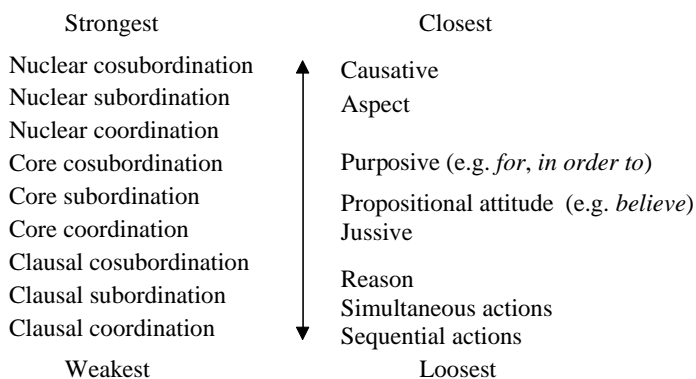 Strongest Closest
Nuclear cosubordination Causative
Nuclear subordination Aspect
Nuclear coordination
Core cosubordination Purposive (e.g. for, in order to)
Core subordination Propositional attitude (e.g. believe)
Core coordination Jussive
Clausal cosubordination Reason
Clausal subordination Simultaneous actions
Clausal coordination Sequential actions
Weakest Loosest